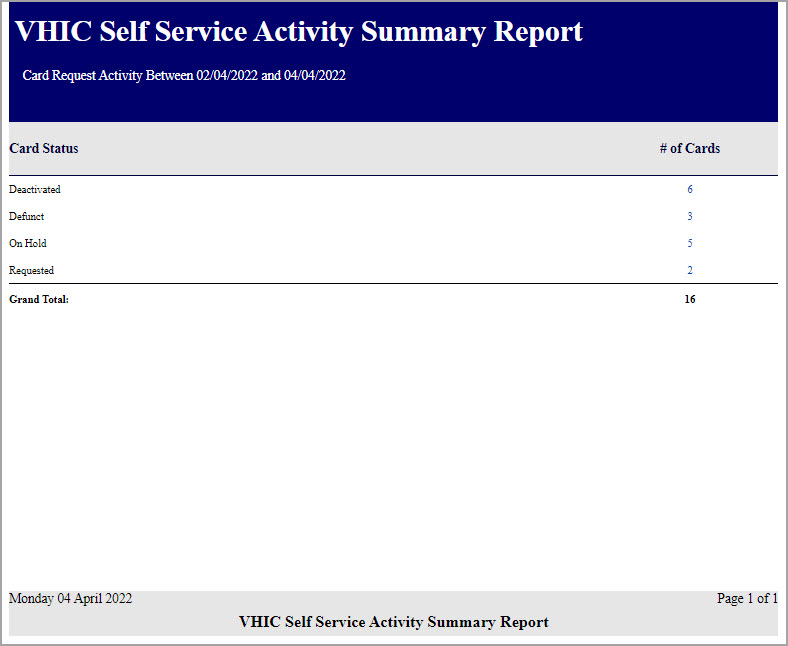 VHIC Self Service Activity Summary Report
Card Request Activity Between 02/04/2022 and 04/04/2022
Card Status # of Cards
Deactivated 6
Defunct 3
On Hold 5
Requested 2
Grand Total: 16
Monday 04 April 2022 Page 1 of 1
VHIC Self Service Activity Summary Report